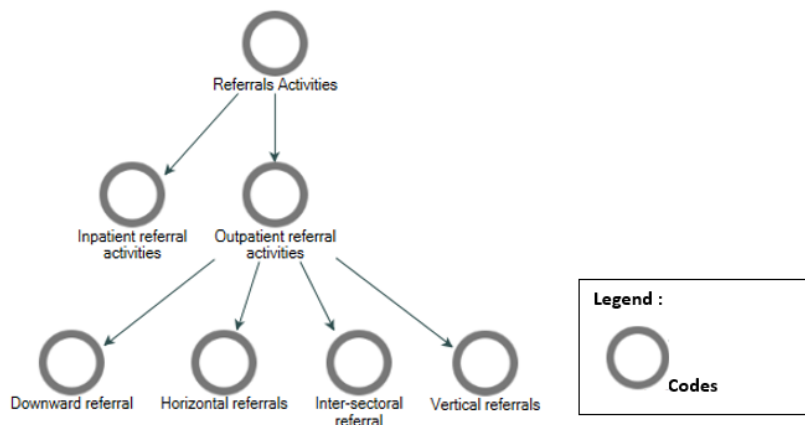 Referrals Activities
Inpatient referral
activities
Outpatient referral
activities
Downward referral
Horizontal referrals
Inter-sectoral
referral
Vertical referrals
Legend :
Codes